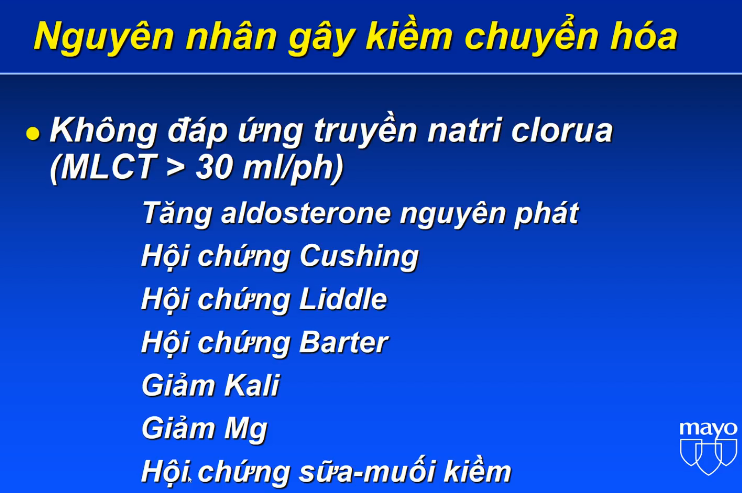 Nguyên nhân gây kiềm chuyển hóa
Không đáp ứng truyền natri clorua
(MLCT > 30 ml/ph)
Tăng aldosterone nguyên phát
Hội chứng Cushing
Hội chứng Liddle
Hội chứng Barter
Giảm Kali
Giảm Mg
Hội chứng sữa-muối kiềm
mayo